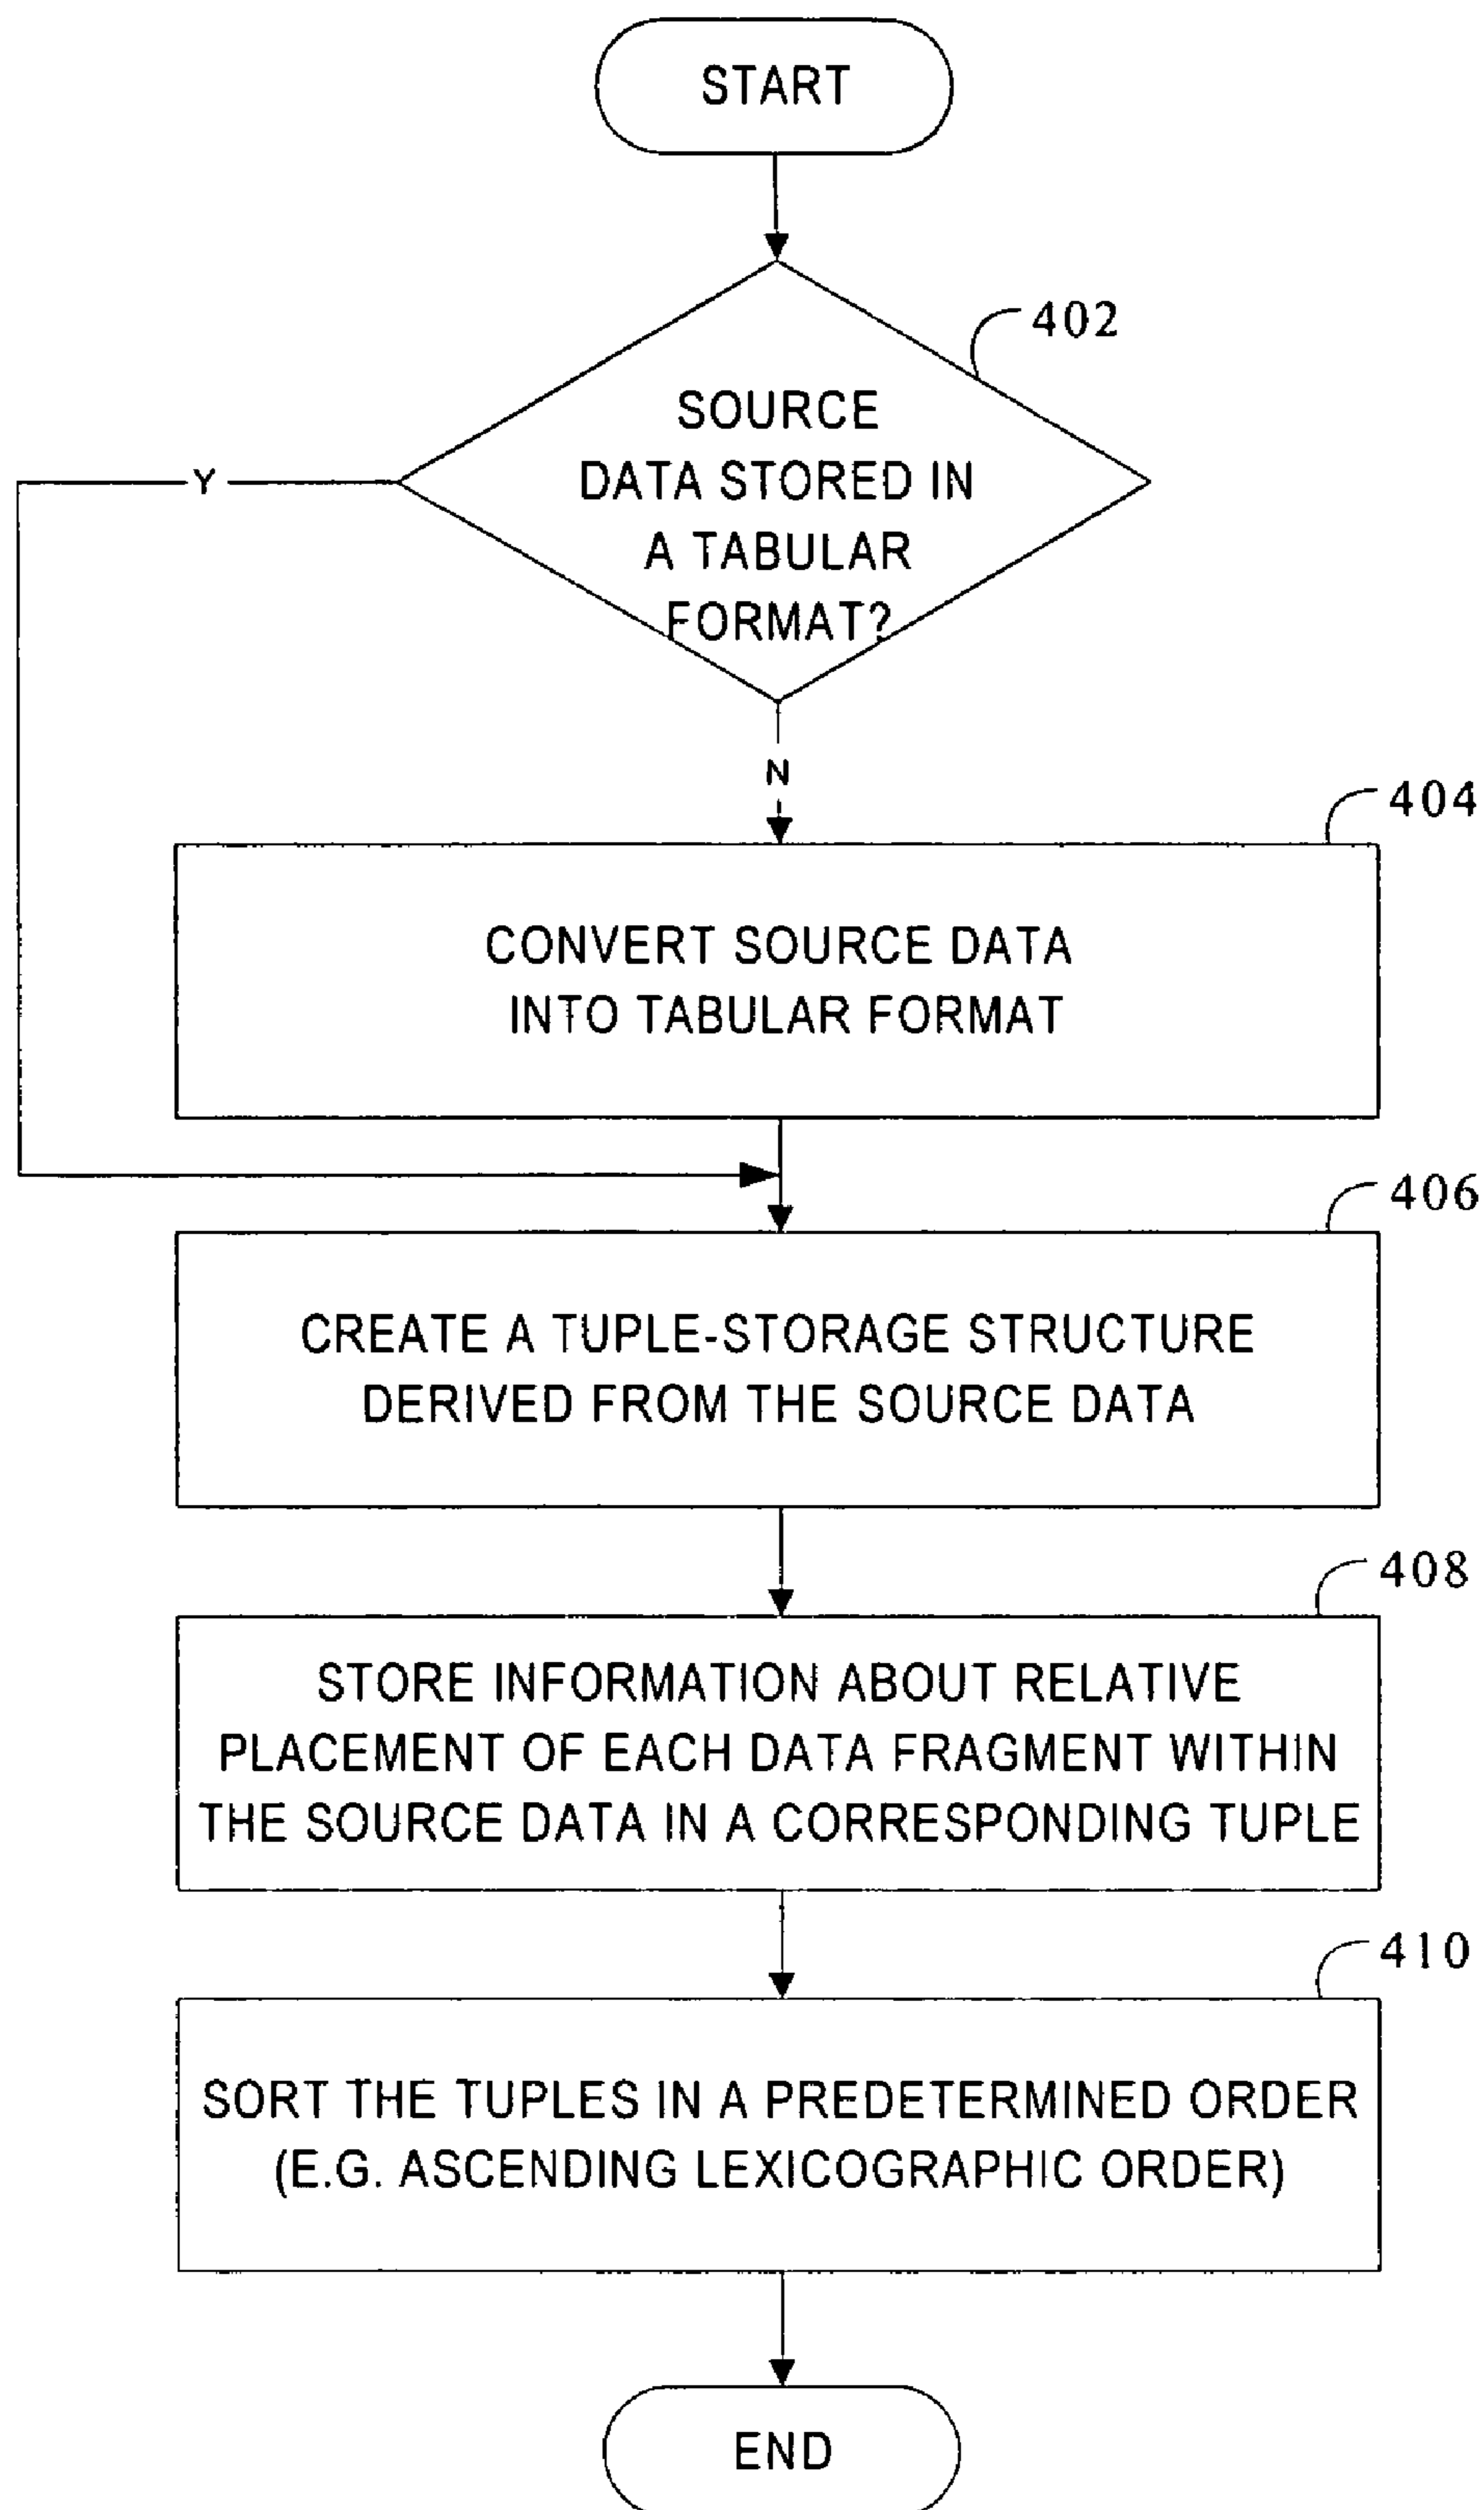 START
402
SOURCE
DATA STORED IN
A TABULAR
FORMAT?
Y
N
404
CONVERT SOURCE DATA
INTO TABULAR FORMAT
406
CREATE A TUPLE-STORAGE STRUCTURE
DERIVED FROM THE SOURCE DATA
408
STORE INFORMATION ABOUT RELATIVE
PLACEMENT OF EACH DATA FRAGMENT WITHIN
THE SOURCE DATA IN A CORRESPONDING TUPLE
410
SORT THE TUPLES IN A PREDETERMINED ORDER
(E.G. ASCENDING LEXICOGRAPHIC ORDER)
END